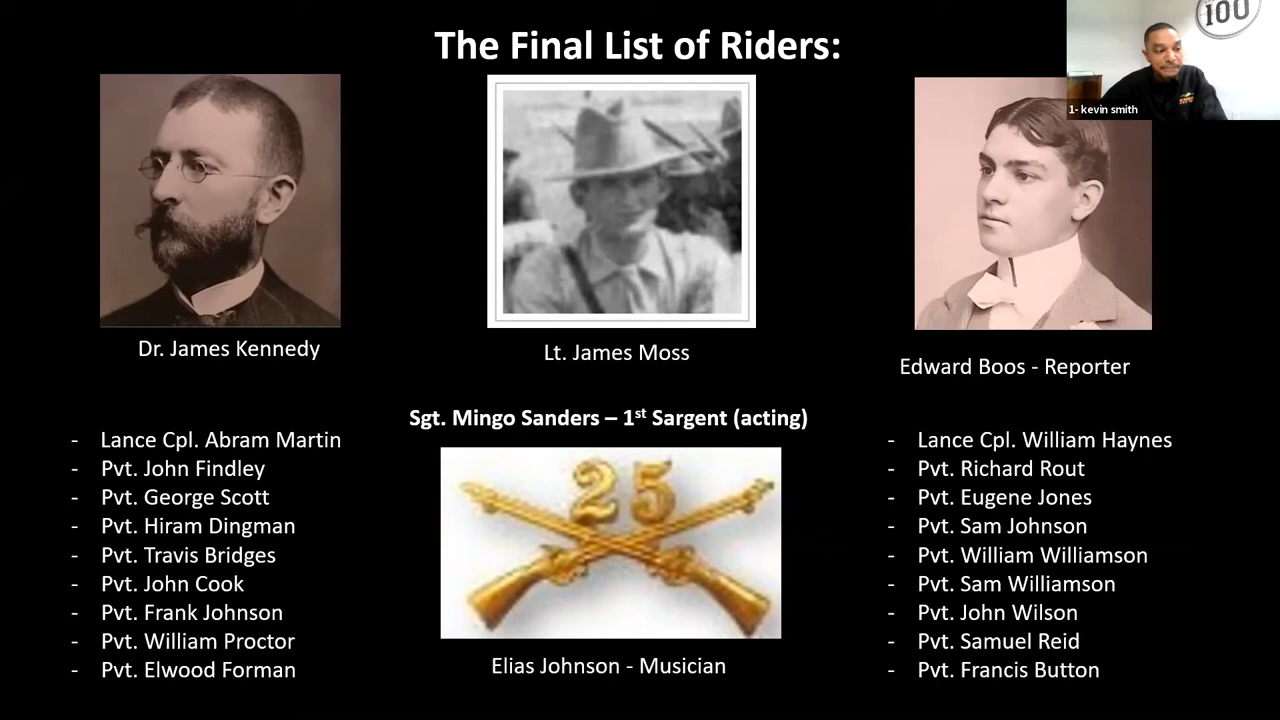 The Final List of Riders:
100
1- kevin smith
Dr. James Kennedy
Lt. James Moss
Edward Boos - Reporter
Sgt. Mingo Sanders – 1st Sargent (acting)
- Lance Cpl. Abram Martin
- Pvt. John Findley
- Pvt. George Scott
- Pvt. Hiram Dingman
- Pvt. Travis Bridges
- Pvt. John Cook
- Pvt. Frank Johnson
- Pvt. William Proctor
- Pvt. Elwood Forman
25
Elias Johnson - Musician
- Lance Cpl. William Haynes
- Pvt. Richard Rout
- Pvt. Eugene Jones
- Pvt. Sam Johnson
- Pvt. William Williamson
- Pvt. Sam Williamson
- Pvt. John Wilson
- Pvt. Samuel Reid
- Pvt. Francis Button